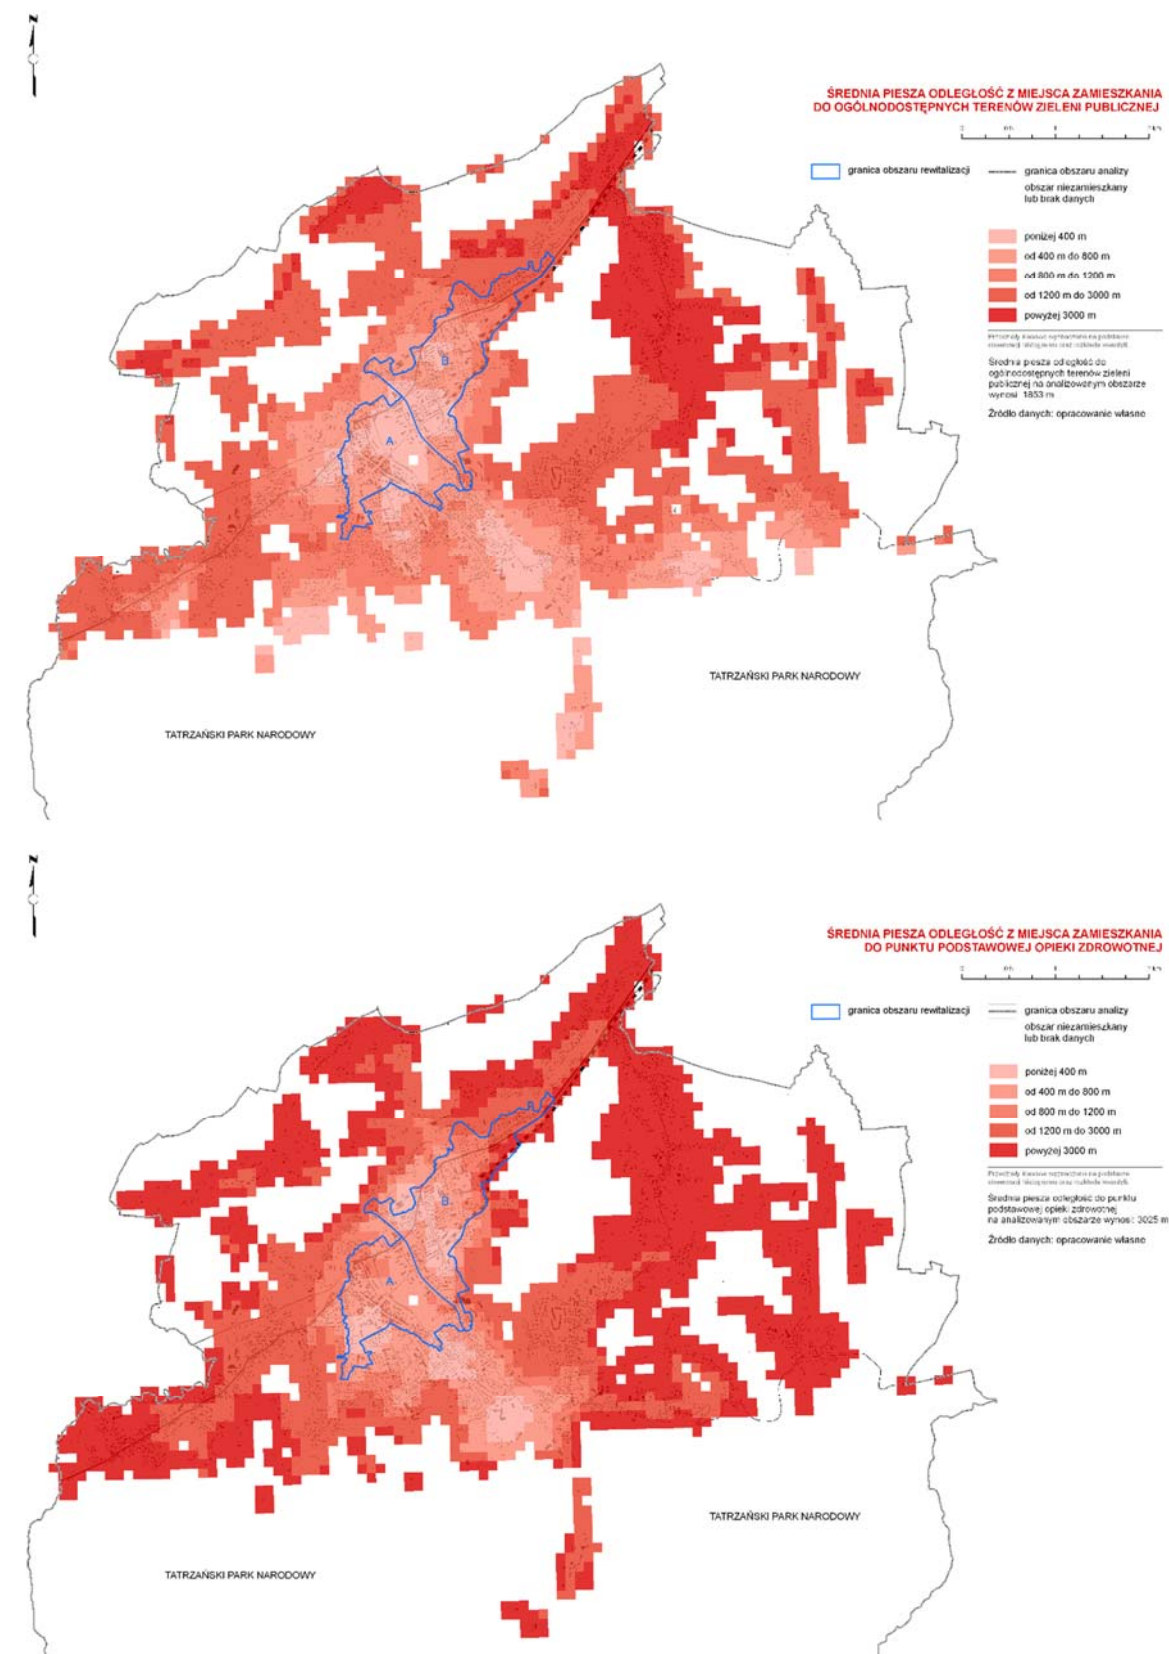 N
ŚREDNIA PIESZA ODLEGŁOŚĆ Z MIEJSCA ZAMIESZKANIA
DO OGÓLNODOSTĘPNYCH TERENÓW ZIELENI PUBLICZNEJ
granica obszaru rewitalizacji
granica obszaru analizy
obszar niezamieszkany
lub brak danych
poniżej 400 m
od 400 m do 800 m
od 800 m do 1200 m
od 1200 m do 3000 m
powyżej 3000 m
Średnia piesza odległość do
ogólnodostępnych terenów zieleni
publicznej na analizowanym obszarze
wynosi: 1853 m
Źródło danych: opracowanie własne
B
A
TATRZAŃSKI PARK NARODOWY
TATRZAŃSKI PARK NARODOWY
N
ŚREDNIA PIESZA ODLEGŁOŚĆ Z MIEJSCA ZAMIESZKANIA
DO PUNKTU PODSTAWOWEJ OPIEKI ZDROWOTNEJ
granica obszaru rewitalizacji
granica obszaru analizy
obszar niezamieszkany
lub brak danych
poniżej 400 m
od 400 m do 800 m
od 800 m do 1200 m
od 1200 m do 3000 m
powyżej 3000 m
Średnia piesza odległość do punktu
podstawowej opieki zdrowotnej
na analizowanym obszarze wynosi: 3025 m
Źródło danych: opracowanie własne
B
A
TATRZAŃSKI PARK NARODOWY
TATRZAŃSKI PARK NARODOWY